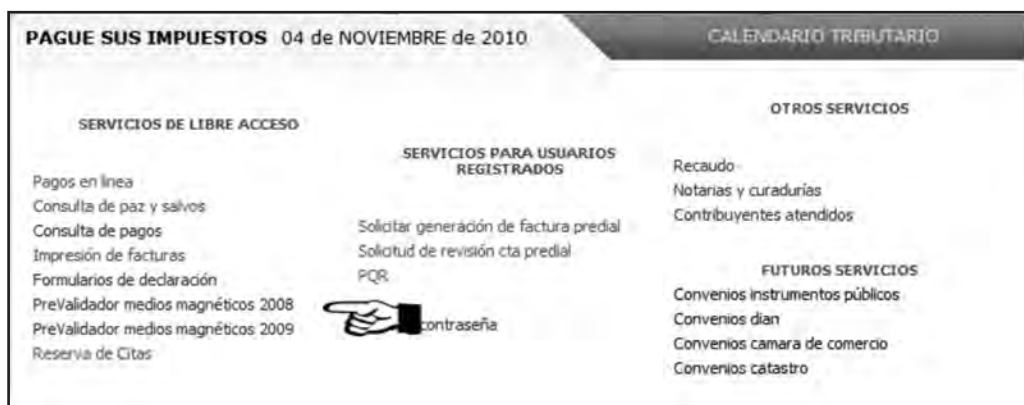 PAGUE SUS IMPUESTOS 04 de NOVIEMBRE de 2010
CALENDARIO TRIBUTARIO
SERVICIOS DE LIBRE ACCESO
Pagos en linea
Consulta de paz y salvos
Consulta de pagos
Impresión de facturas
Formularios de declaración
PreValidador medios magnéticos 2008
PreValidador medios magnéticos 2009
Reserva de Citas
SERVICIOS PARA USUARIOS
REGISTRADOS
Solicitar generación de factura predial
Solicitud de revisión cta predial
PQR
contraseña
OTROS SERVICIOS
Recaudo
Notarias y curadurías
Contribuyentes atendidos
FUTUROS SERVICIOS
Convenios instrumentos públicos
Convenios dian
Convenios camara de comercio
Convenios catastro